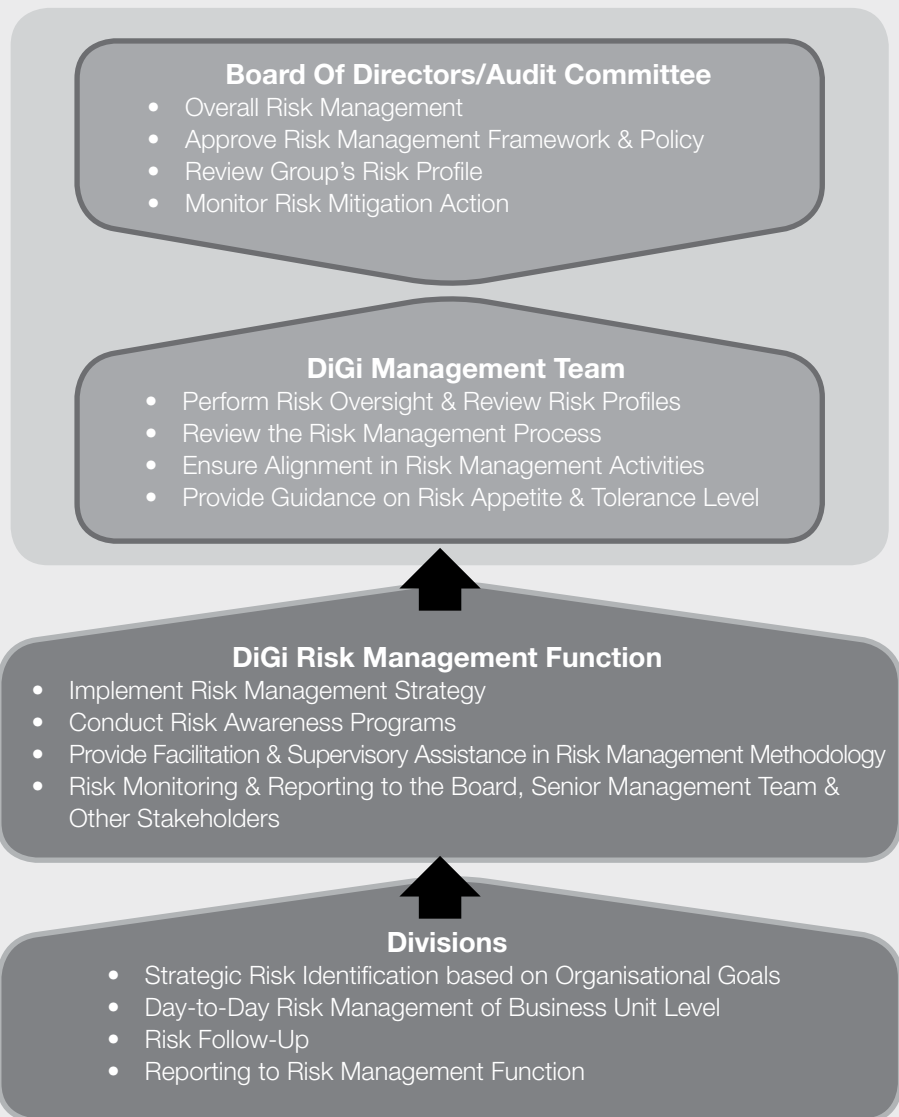 Board Of Directors/Audit Committee
• Overall Risk Management
• Approve Risk Management Framework & Policy
• Review Group's Risk Profile
• Monitor Risk Mitigation Action
DiGi Management Team
• Perform Risk Oversight & Review Risk Profiles
• Review the Risk Management Process
• Ensure Alignment in Risk Management Activities
• Provide Guidance on Risk Appetite & Tolerance Level
DiGi Risk Management Function
• Implement Risk Management Strategy
• Conduct Risk Awareness Programs
• Provide Facilitation & Supervisory Assistance in Risk Management Methodology
• Risk Monitoring & Reporting to the Board, Senior Management Team &
Other Stakeholders
Divisions
• Strategic Risk Identification based on Organisational Goals
• Day-to-Day Risk Management of Business Unit Level
• Risk Follow-Up
• Reporting to Risk Management Function